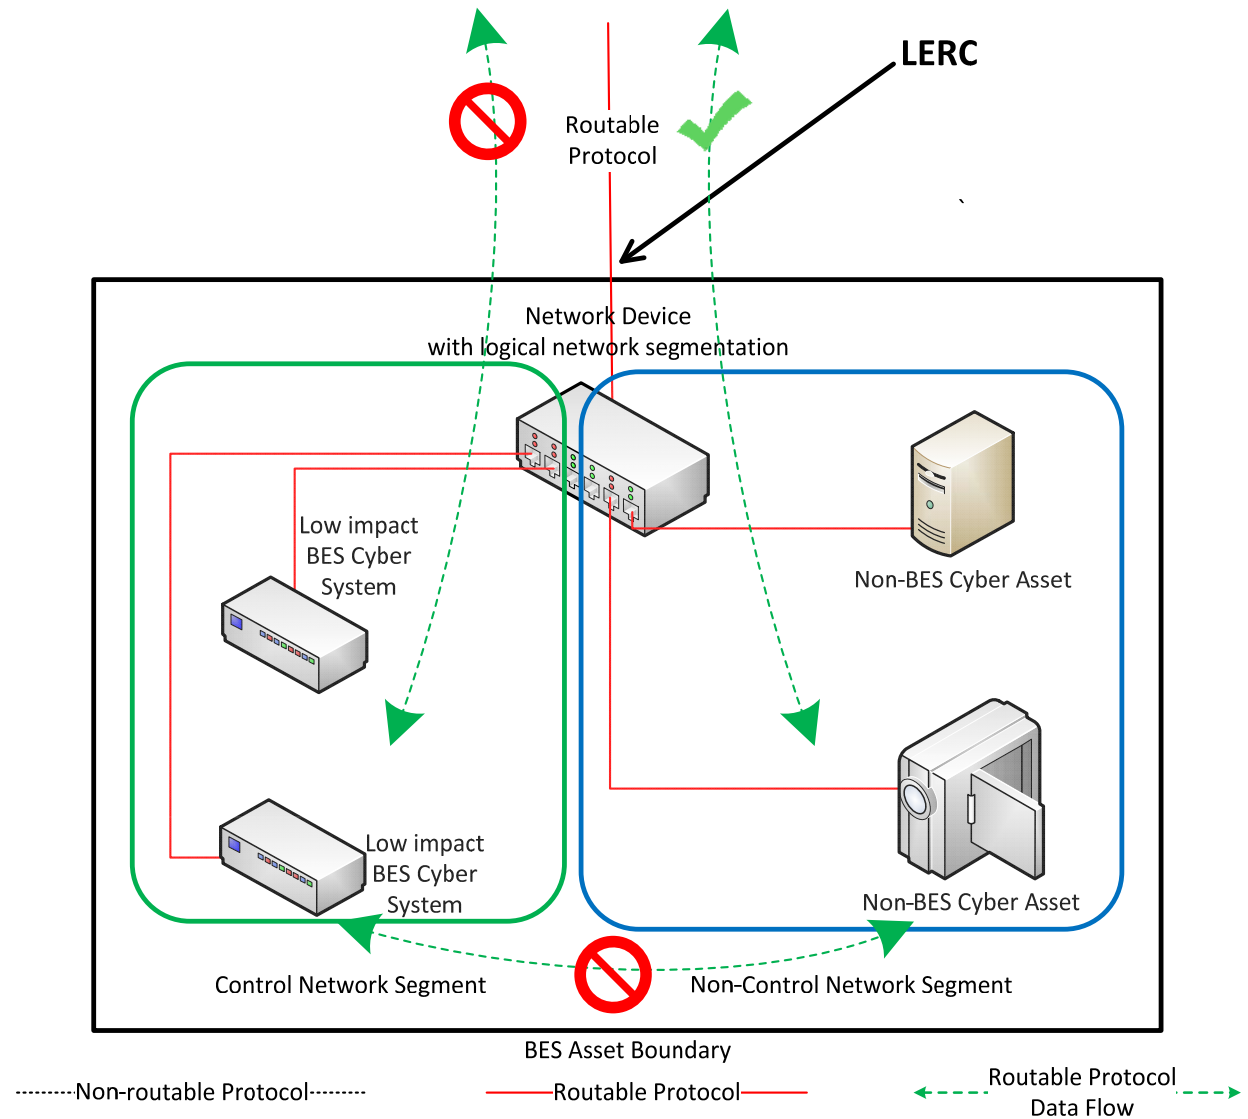 LERC
Routable
Protocol
`
Network Device
with logical network segmentation
Low impact
BES Cyber
System
Non-BES Cyber Asset
Low impact
BES Cyber
System
Non-BES Cyber Asset
Control Network Segment
Non-Control Network Segment
BES Asset Boundary
Non-routable Protocol
Routable Protocol
Routable Protocol
Data Flow